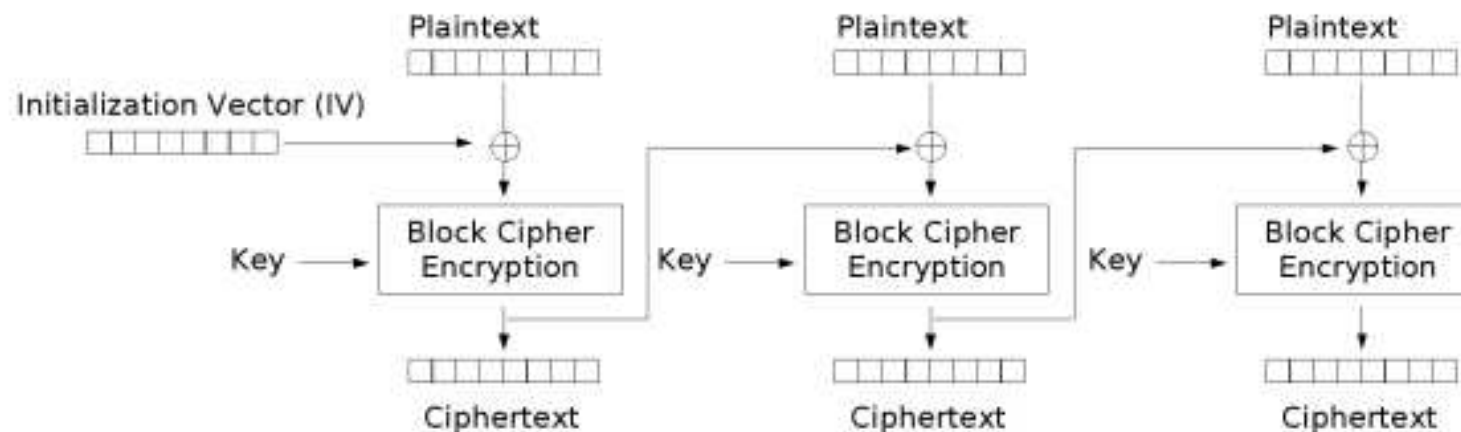 Plaintext
Plaintext
Plaintext
Initialization Vector (IV)
Key
Block Cipher
Encryption
Key
Block Cipher
Encryption
Key
Block Cipher
Encryption
Ciphertext
Ciphertext
Ciphertext